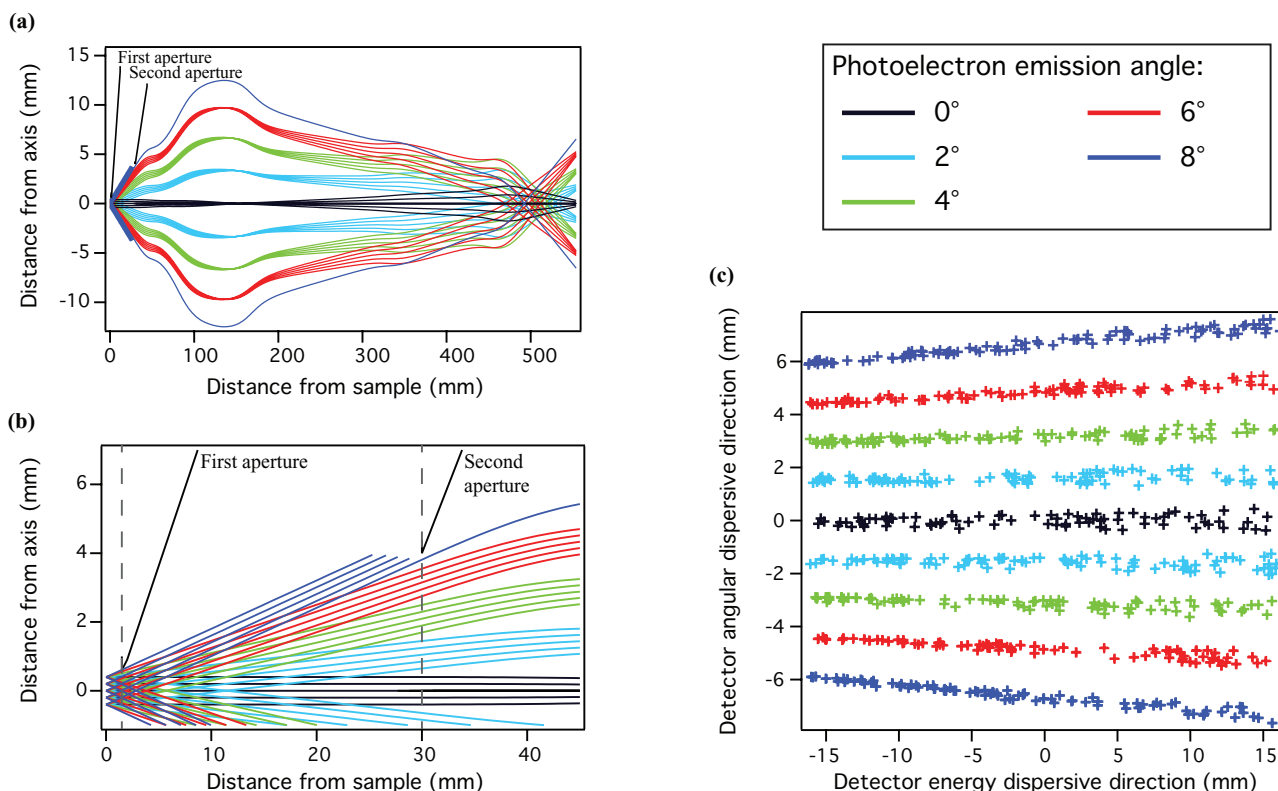 (a)
First aperture
Second aperture
15
10
5
0
-5
-10
Distance from axis (mm)
0 100 200 300 400 500
Distance from sample (mm)
Photoelectron emission angle:
0° 6°
2° 8°
4°
(b)
First aperture
Second
aperture
6
4
2
0
Distance from axis (mm)
0 10 20 30 40
Distance from sample (mm)
(c)
6
4
2
0
-2
-4
-6
Detector angular dispersive direction (mm)
-15 -10 -5 0 5 10 15
Detector energy dispersive direction (mm)